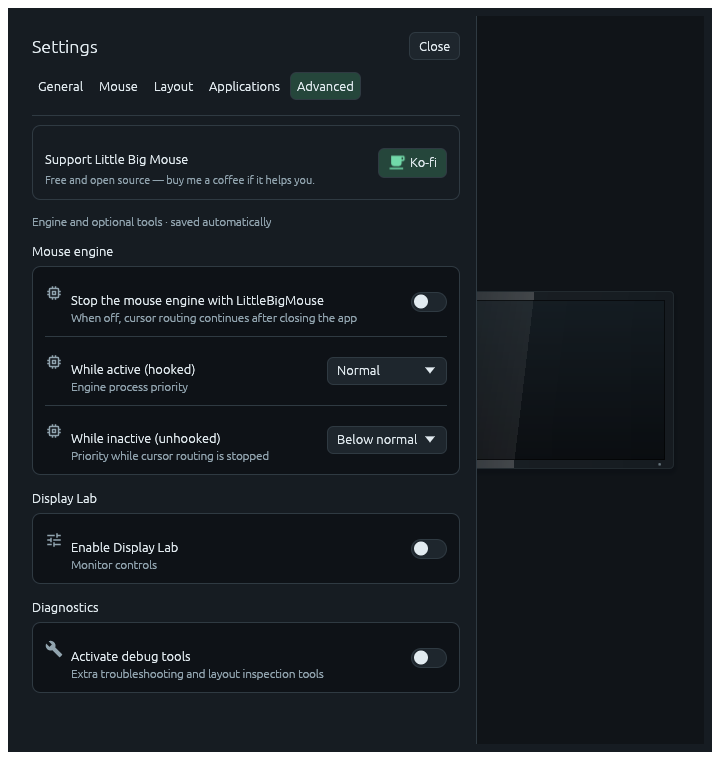 Settings
Close
General
Mouse
Layout
Applications
Advanced
Support Little Big Mouse
Free and open source — buy me a coffee if it helps you.
Ko-fi
Engine and optional tools · saved automatically
Mouse engine
Stop the mouse engine with LittleBigMouse
When off, cursor routing continues after closing the app
While active (hooked)
Engine process priority
Normal
While inactive (unhooked)
Priority while cursor routing is stopped
Below normal
Display Lab
Enable Display Lab
Monitor controls
Diagnostics
Activate debug tools
Extra troubleshooting and layout inspection tools